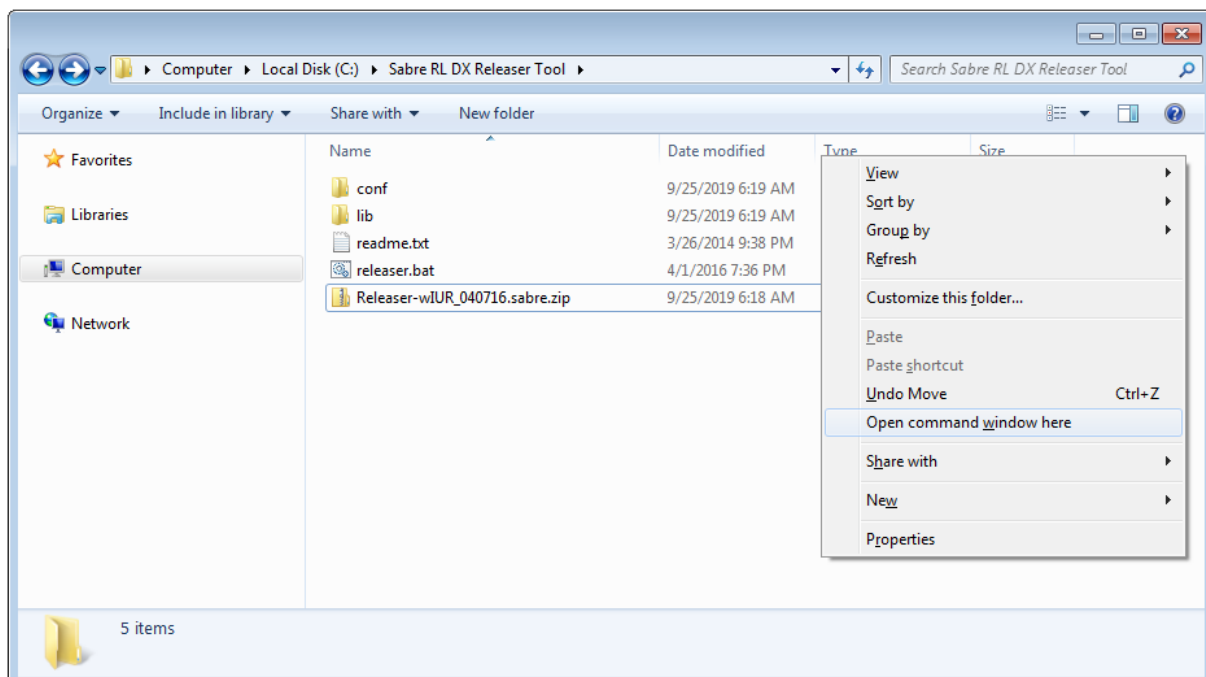 Computer Local Disk (C:) Sabre RL DX Releaser Tool Search Sabre RL DX Releaser Tool
Organize Include in library Share with New folder
Favorites
Libraries
Computer
Network
Name Date modified Type Size
conf 9/25/2019 6:19 AM
lib 9/25/2019 6:19 AM
readme.txt 3/26/2014 9:38 PM
releaser.bat 4/1/2016 7:36 PM
Releaser-wIUR_040716.sabre.zip 9/25/2019 6:18 AM
View
Sort by
Group by
Refresh
Customize this folder...
Paste
Paste shortcut
Undo Move Ctrl+Z
Open command window here
Share with
New
Properties
5 items